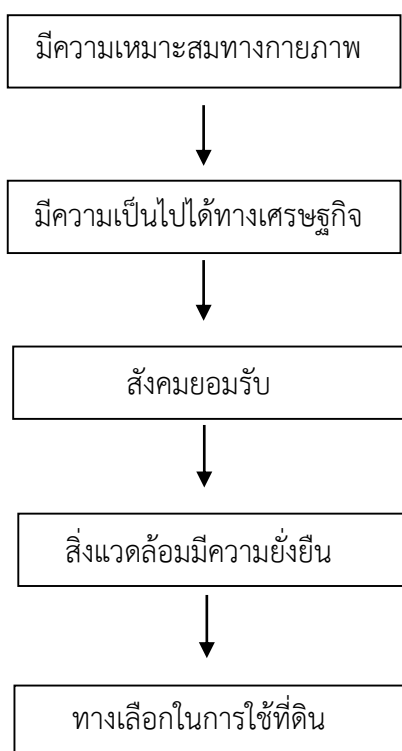 มีความเหมาะสมทางกายภาพ
มีความเป็นไปได้ทางเศรษฐกิจ
สังคมยอมรับ
สิ่งแวดล้อมมีความยั่งยืน
ทางเลือกในการใช้ที่ดิน